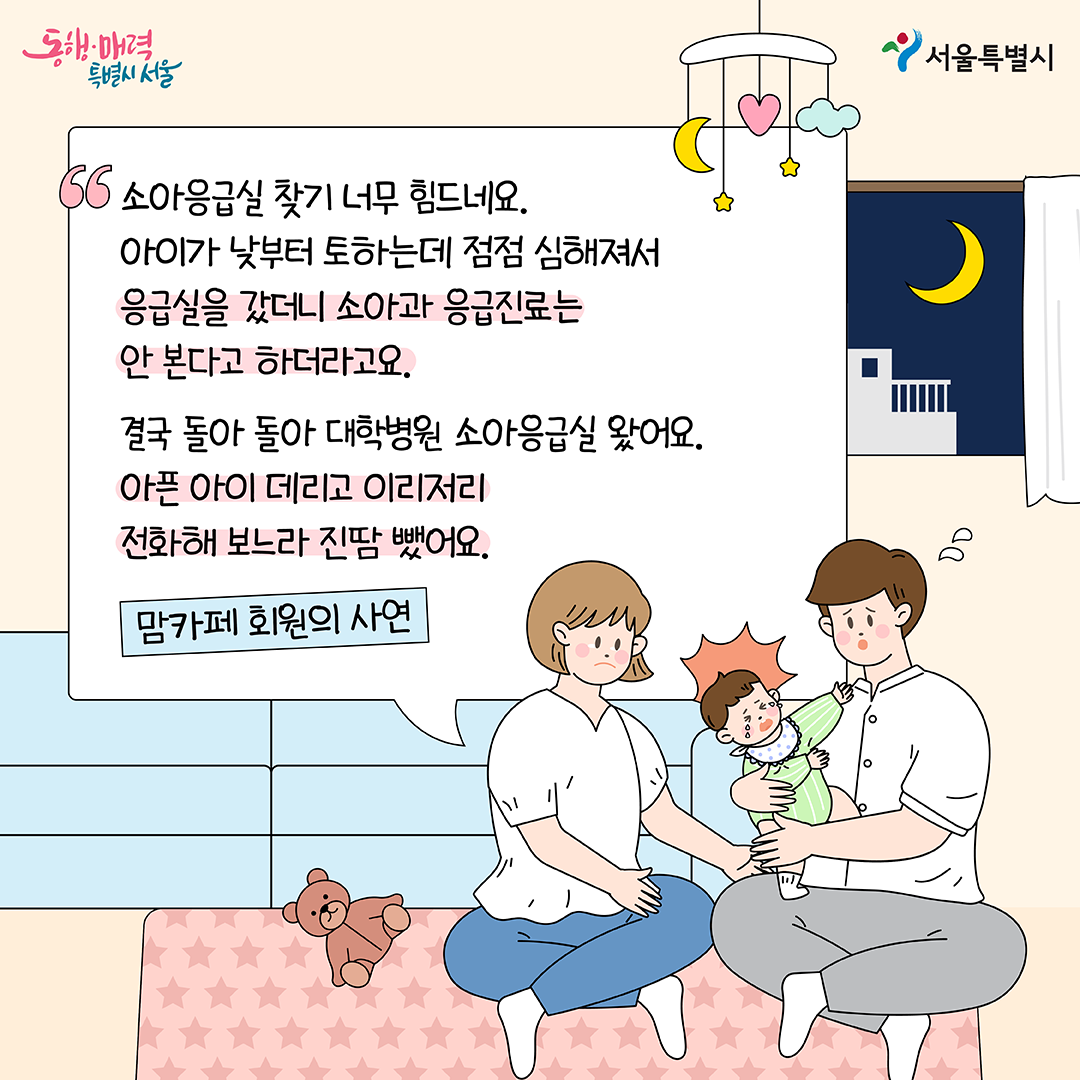 동행·매력
특별시 서울
서울특별시
소아응급실 찾기 너무 힘드네요.
아이가 낮부터 토하는데 점점 심해져서
응급실을 갔더니 소아과 응급진료는
안 본다고 하더라고요.
결국 돌아 돌아 대학병원 소아응급실 왔어요.
아픈 아이 데리고 이리저리
전화해 보느라 진땀 뺐어요.
맘카페 회원의 사연